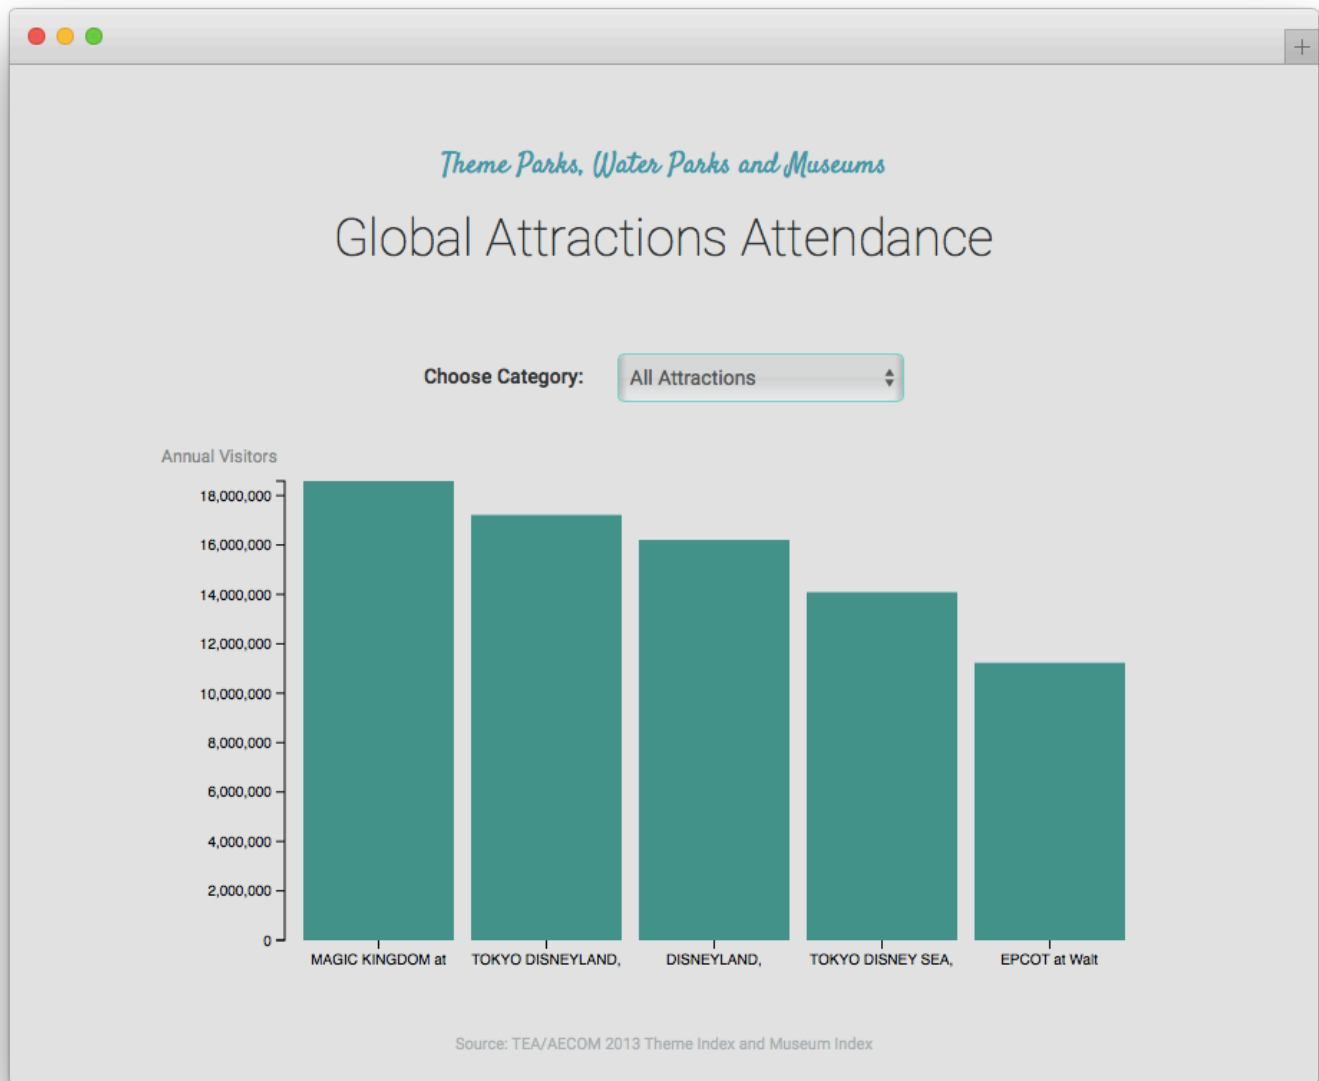 Theme Parks, Water Parks and Museums
Global Attractions Attendance
Choose Category: All Attractions
Annual Visitors
18,000,000
16,000,000
14,000,000
12,000,000
10,000,000
8,000,000
6,000,000
4,000,000
2,000,000
0
MAGIC KINGDOM at TOKYO DISNEYLAND, DISNEYLAND, TOKYO DISNEY SEA, EPCOT at Walt
Source: TEA/AECOM 2013 Theme Index and Museum Index